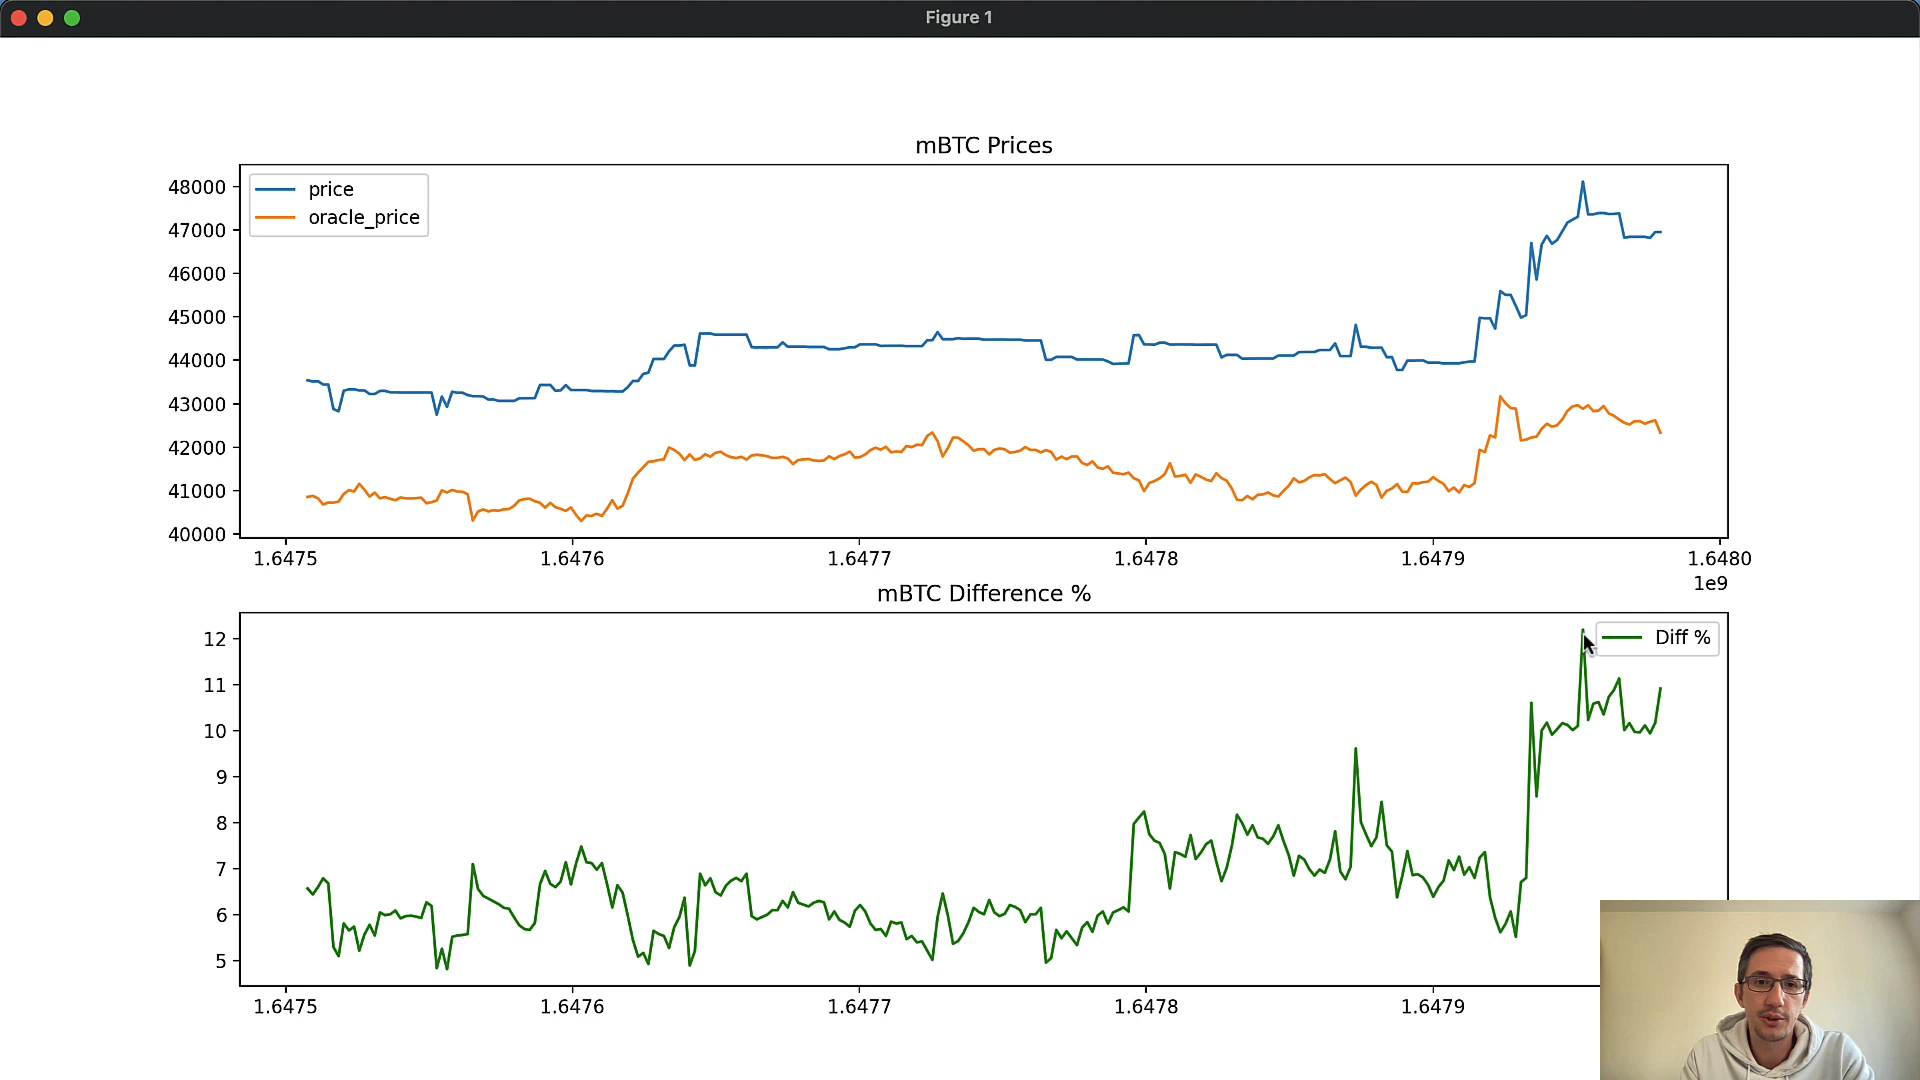 Figure 1
mBTC Prices
price
oracle_price
48000
47000
46000
45000
44000
43000
42000
41000
40000
1.6475 1.6476 1.6477 1.6478 1.6479 1.6480
1e9
mBTC Difference %
Diff %
12
11
10
9
8
7
6
5
1.6475 1.6476 1.6477 1.6478 1.6479